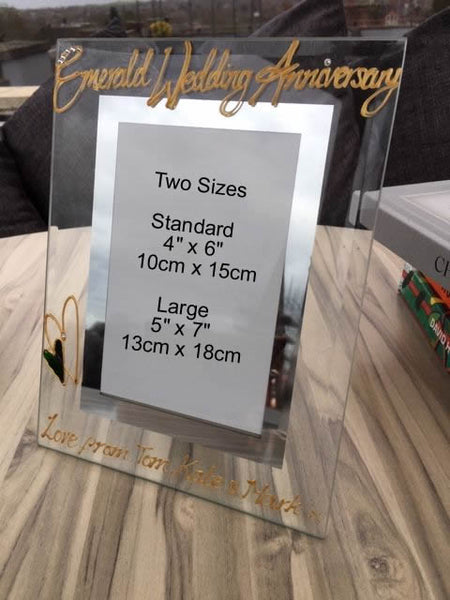 Emerald Wedding Anniversary
Two Sizes
Standard
4" x 6"
10cm x 15cm
Large
5" x 7"
13cm x 18cm
Love from Tom, Kate & Mark x
DAVID